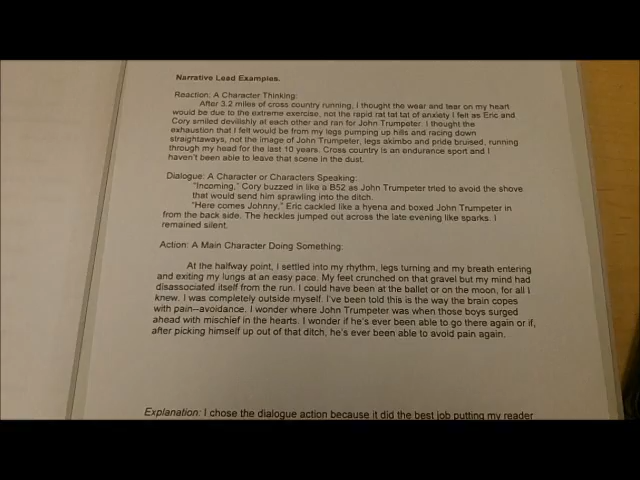 Narrative Lead Examples.
Reaction: A Character Thinking:
After 3.2 miles of cross country running, I thought the wear and tear on my heart
would be due to the extreme exercise, not the rapid rat tat tat of anxiety I felt as Eric and
Cory smiled devilishly at each other and ran for John Trumpeter. I thought the
exhaustion that I felt would be from my legs pumping up hills and racing down
straightaways, not the image of John Trumpeter, legs akimbo and pride bruised, running
through my head for the last 10 years. Cross country is an endurance sport and I
haven't been able to leave that scene in the dust.
Dialogue: A Character or Characters Speaking:
"Incoming," Cory buzzed in like a B52 as John Trumpeter tried to avoid the shove
that would send him sprawling into the ditch.
"Here comes Johnny," Eric cackled like a hyena and boxed John Trumpeter in
from the back side. The heckles jumped out across the late evening like sparks. I
remained silent.
Action: A Main Character Doing Something:
At the halfway point, I settled into my rhythm, legs turning and my breath entering
and exiting my lungs at an easy pace. My feet crunched on that gravel but my mind had
disassociated itself from the run. I could have been at the ballet or on the moon, for all I
knew. I was completely outside myself. I've been told this is the way the brain copes
with pain--avoidance. I wonder where John Trumpeter was when those boys surged
ahead with mischief in the hearts. I wonder if he's ever been able to go there again or if,
after picking himself up out of that ditch, he's ever been able to avoid pain again.
Explanation: I chose the dialogue action because it did the best job putting my reader